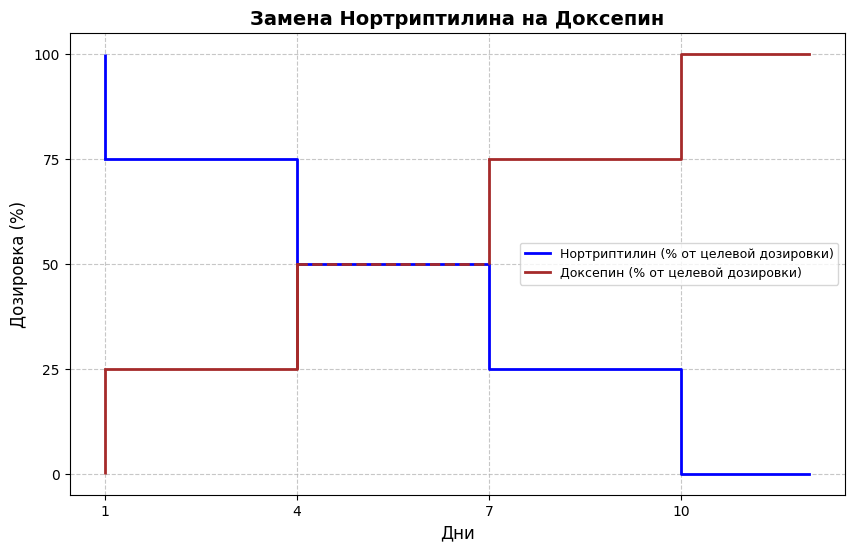 Замена Нортриптилина на Доксепин
Дозировка (%)
100
75
50
25
0
Нортриптилин (% от целевой дозировки)
Доксепин (% от целевой дозировки)
1 4 7 10
Дни